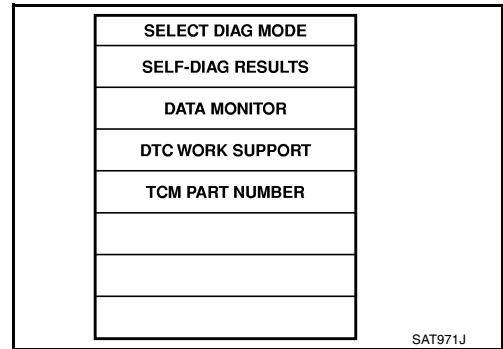 SELECT DIAG MODE
SELF-DIAG RESULTS
DATA MONITOR
DTC WORK SUPPORT
TCM PART NUMBER
SAT971J